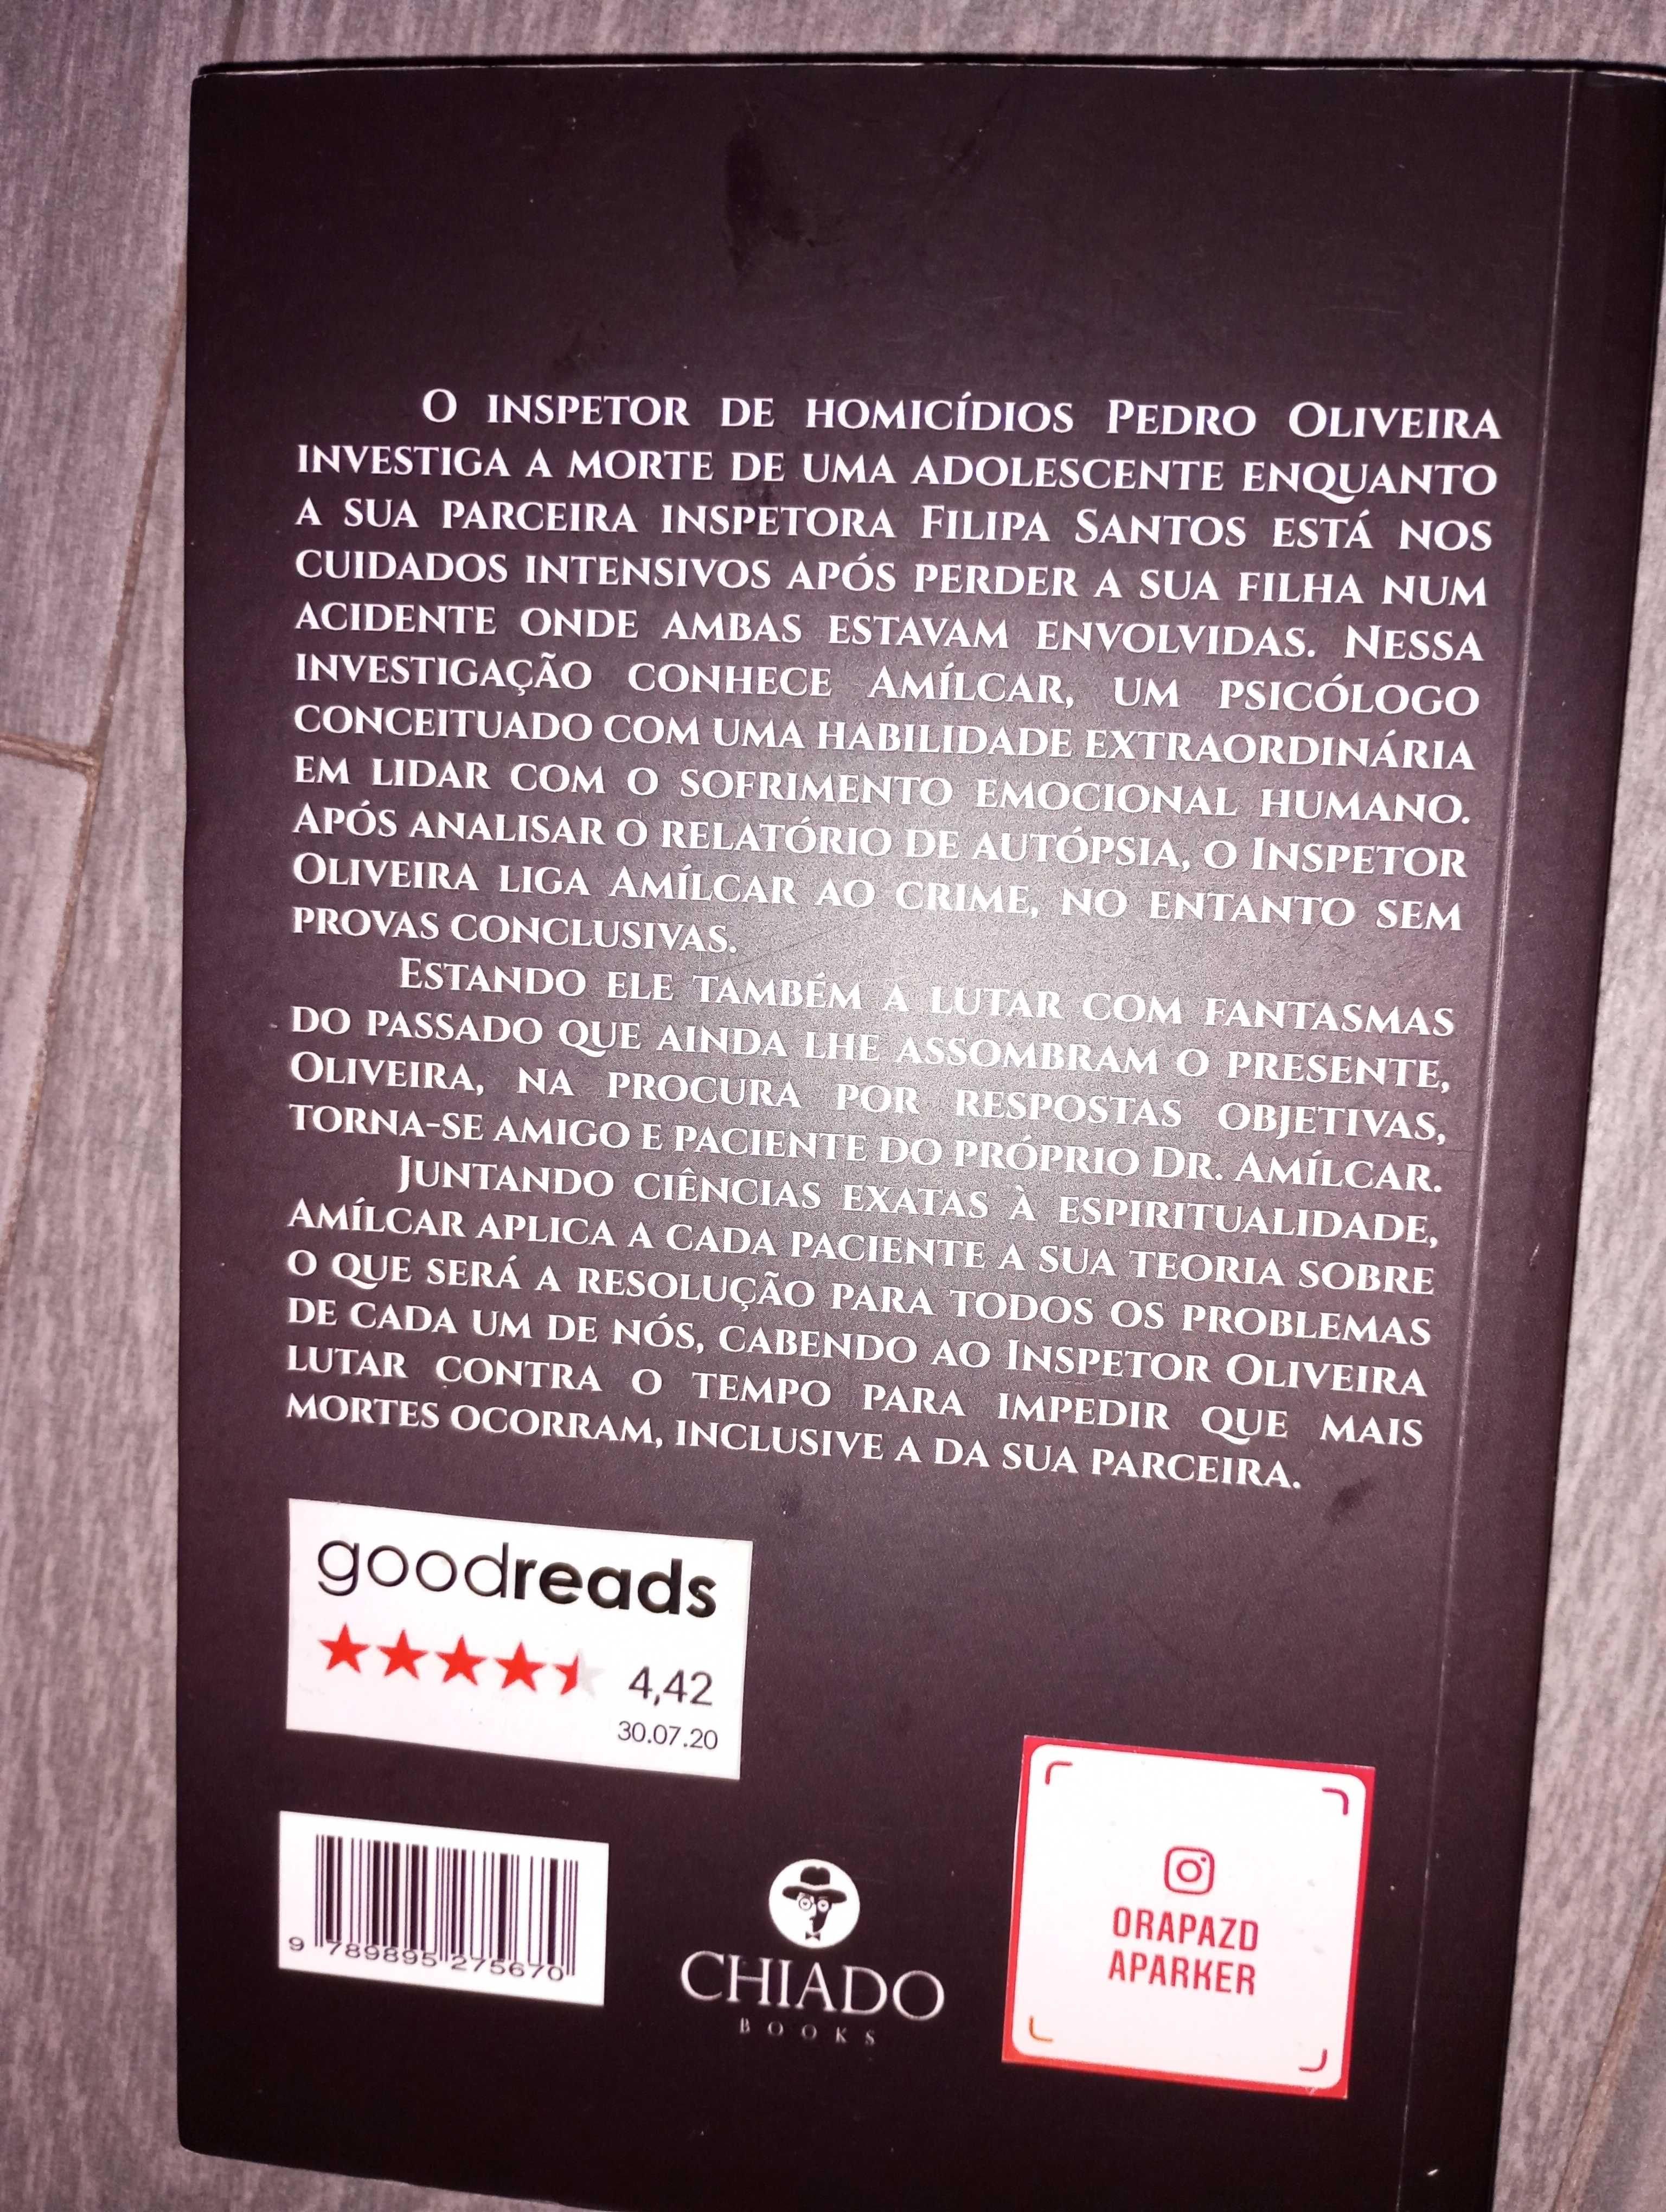 O INSPETOR DE HOMICÍDIOS PEDRO OLIVEIRA
INVESTIGA A MORTE DE UMA ADOLESCENTE ENQUANTO
A SUA PARCEIRA INSPETORA FILIPA SANTOS ESTÁ NOS
CUIDADOS INTENSIVOS APÓS PERDER A SUA FILHA NUM
ACIDENTE ONDE AMBAS ESTAVAM ENVOLVIDAS. NESSA
INVESTIGAÇÃO CONHECE AMÍLCAR, UM PSICÓLOGO
CONCEITUADO COM UMA HABILIDADE EXTRAORDINÁRIA
EM LIDAR COM O SOFRIMENTO EMOCIONAL HUMANO.
APÓS ANALISAR O RELATÓRIO DE AUTÓPSIA, O INSPETOR
OLIVEIRA LIGA AMÍLCAR AO CRIME, NO ENTANTO SEM
PROVAS CONCLUSIVAS.
ESTANDO ELE TAMBÉM A LUTAR COM FANTASMAS
DO PASSADO QUE AINDA LHE ASSOMBRAM O PRESENTE,
OLIVEIRA, NA PROCURA POR RESPOSTAS OBJETIVAS,
TORNA-SE AMIGO E PACIENTE DO PRÓPRIO DR. AMÍLCAR.
JUNTANDO CIÊNCIAS EXATAS À ESPIRITUALIDADE,
AMÍLCAR APLICA A CADA PACIENTE A SUA TEORIA SOBRE
O QUE SERÁ A RESOLUÇÃO PARA TODOS OS PROBLEMAS
DE CADA UM DE NÓS, CABENDO AO INSPETOR OLIVEIRA
LUTAR CONTRA O TEMPO PARA IMPEDIR QUE MAIS
MORTES OCORRAM, INCLUSIVE A DA SUA PARCEIRA.
goodreads
4,42
30.07.20
9 789895 275670
CHIADO
BOOKS
ORAPAZD
APARKER